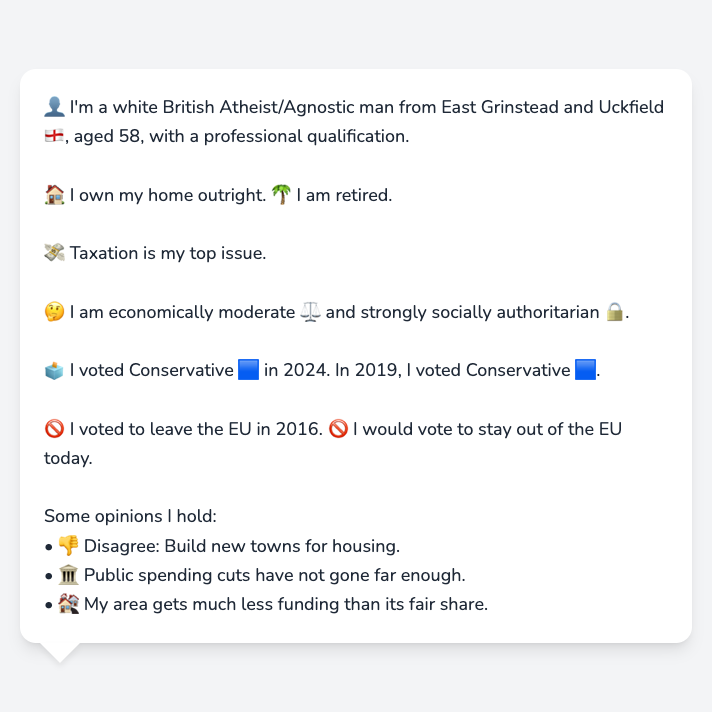 👤 I'm a white British Atheist/Agnostic man from East Grinstead and Uckfield
🏴󠁧󠁢󠁥󠁮󠁧󠁿, aged 58, with a professional qualification.
🏠 I own my home outright. 🌴 I am retired.
💸 Taxation is my top issue.
🤔 I am economically moderate ⚖️ and strongly socially authoritarian 🔒.
🗳️ I voted Conservative 🟦 in 2024. In 2019, I voted Conservative 🟦.
🚫 I voted to leave the EU in 2016. 🚫 I would vote to stay out of the EU
today.
Some opinions I hold:
• 👎 Disagree: Build new towns for housing.
• 🏛️ Public spending cuts have not gone far enough.
• 🏘️ My area gets much less funding than its fair share.